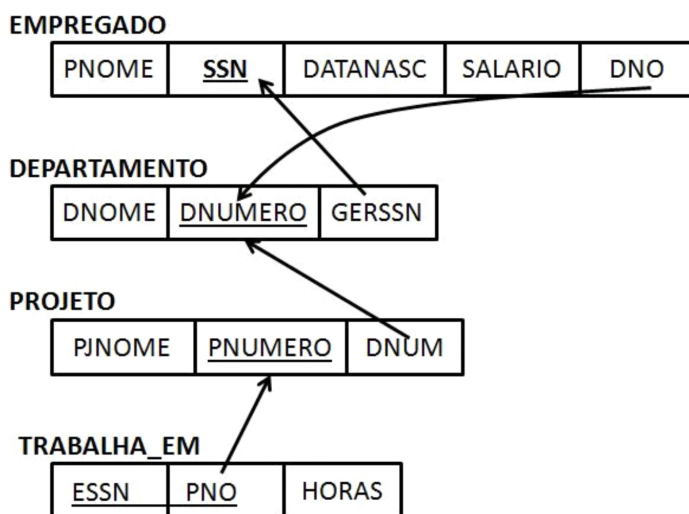 EMPREGADO
PNOME SSN DATANASC SALARIO DNO
DEPARTAMENTO
DNOME DNUMERO GERSSN
PROJETO
PJNOME PNUMERO DNUM
TRABALHA_EM
ESSN PNO HORAS